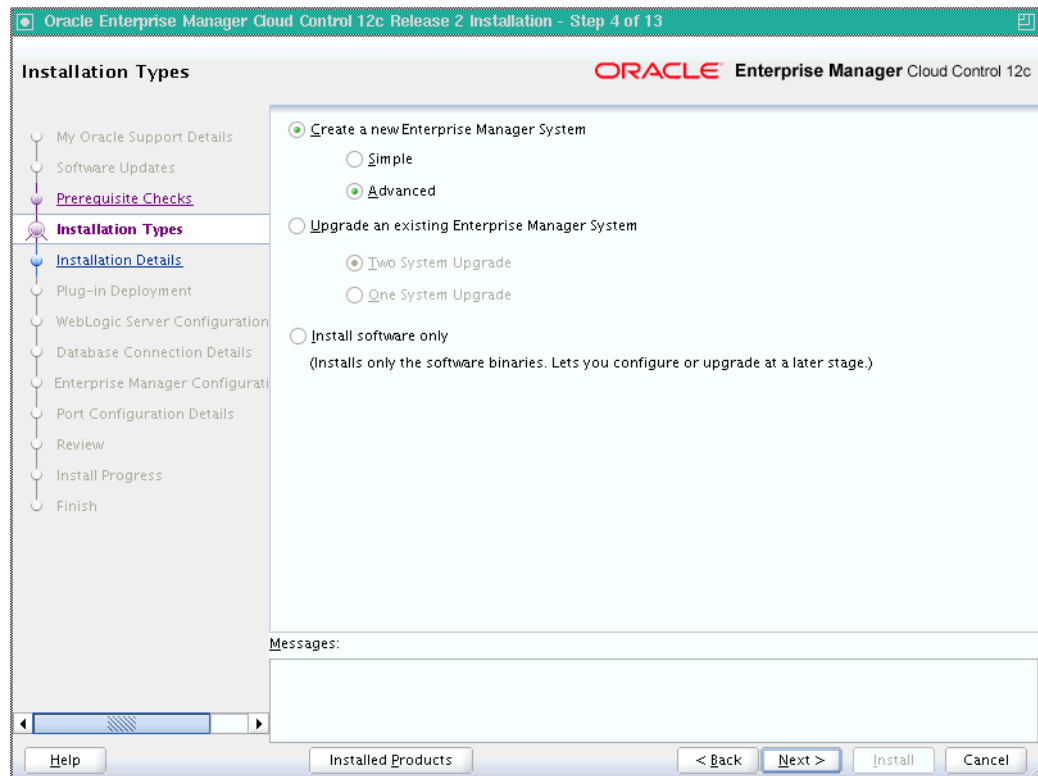 Oracle Enterprise Manager Cloud Control 12c Release 2 Installation - Step 4 of 13
Installation Types
ORACLE Enterprise Manager Cloud Control 12c
My Oracle Support Details
Software Updates
Prerequisite Checks
Installation Types
Installation Details
Plug-in Deployment
WebLogic Server Configuration
Database Connection Details
Enterprise Manager Configurati
Port Configuration Details
Review
Install Progress
Finish
Create a new Enterprise Manager System
Simple
Advanced
Upgrade an existing Enterprise Manager System
Two System Upgrade
One System Upgrade
Install software only
(Installs only the software binaries. Lets you configure or upgrade at a later stage.)
Messages:
Help
Installed Products
< Back
Next >
Install
Cancel